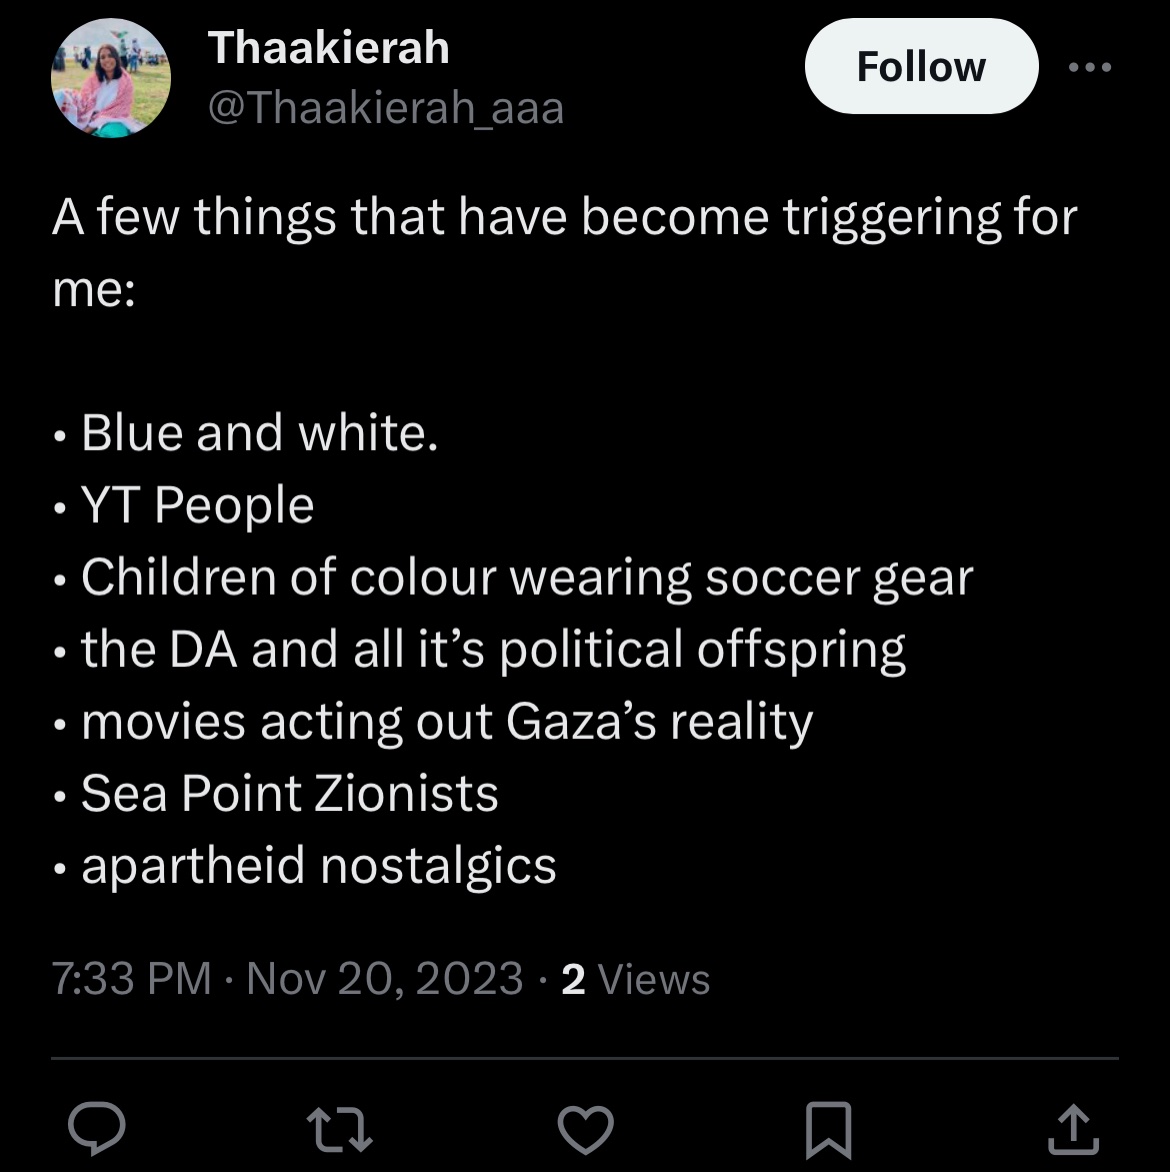 Thaakierah
@Thaakierah_aaa
Follow
A few things that have become triggering for
me:
• Blue and white.
• YT People
• Children of colour wearing soccer gear
• the DA and all it’s political offspring
• movies acting out Gaza’s reality
• Sea Point Zionists
• apartheid nostalgics
7:33 PM · Nov 20, 2023 · 2 Views